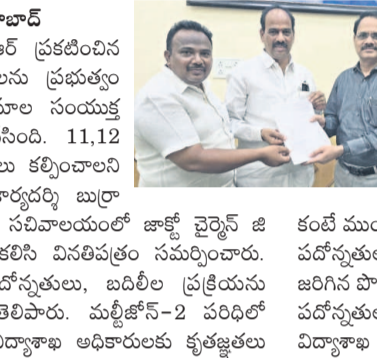 ాబాద్
ఆర్ ప్రకటించిన
లను ప్రభుత్వం
ూల సంయుక్త
సింది. 11,12
లు కల్పించాలని
ార్యదర్శి బుర్రా
సచివాలయంలో జాక్టో చైర్మెన్ జి
కలిసి వినతిపత్రం సమర్పించారు.
దోన్నతులు, బదిలీల ప్రక్రియను
తెలిపారు. మల్టీజోన్-2 పరిధిలో
విద్యాశాఖ అధికారులకు కృతజ్ఞతలు
కంటే ముం
పదోన్నతుల
జరిగిన పొ
పదోన్నతుల
విద్యాశాఖ